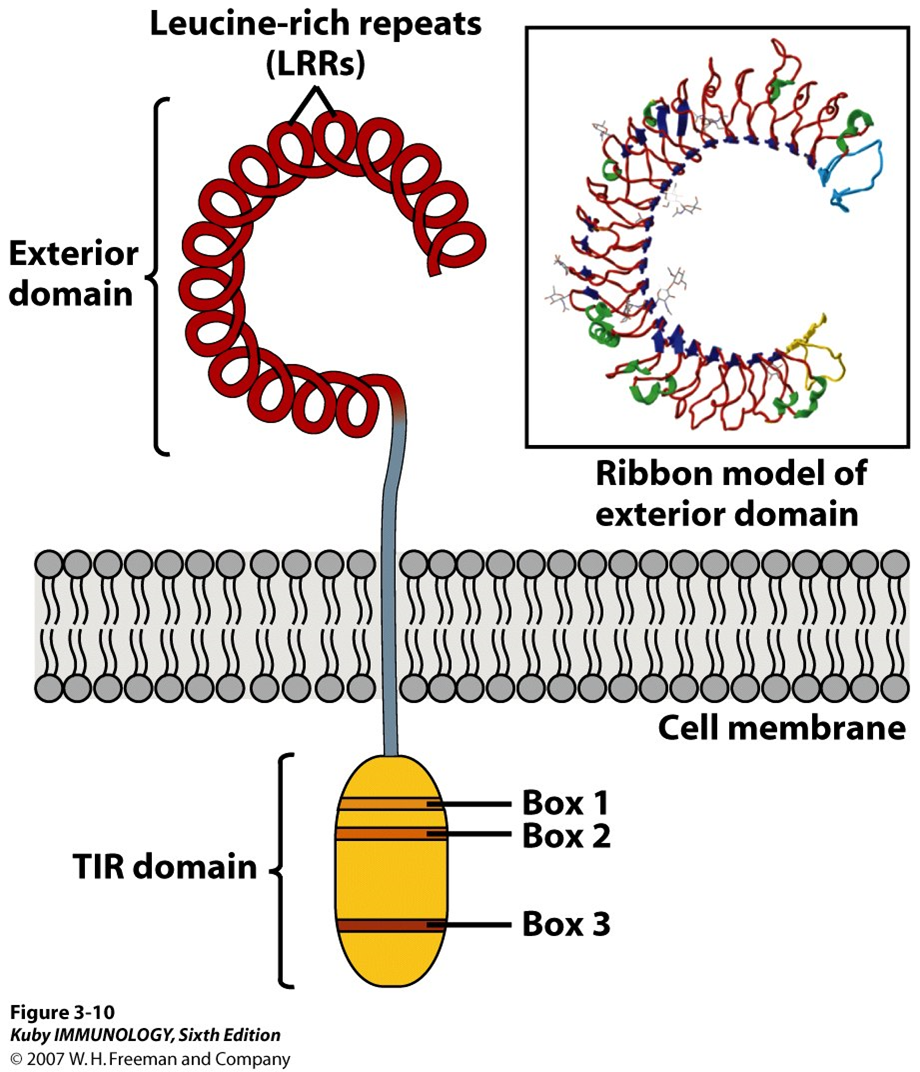 Leucine-rich repeats
(LRRs)
Exterior
domain
Ribbon model of
exterior domain
Cell membrane
Box 1
Box 2
TIR domain
Box 3
Figure 3-10
Kuby IMMUNOLOGY, Sixth Edition
© 2007 W. H. Freeman and Company